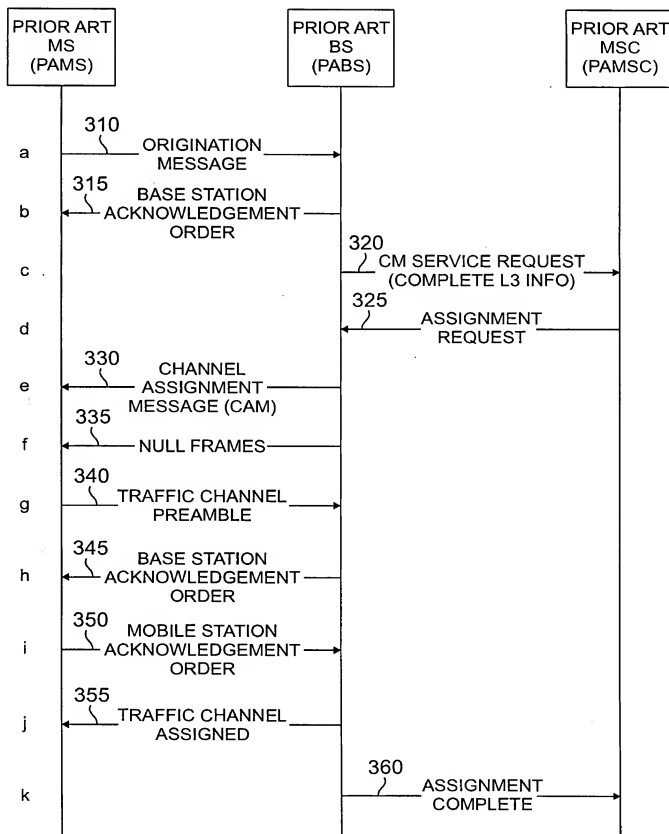 PRIOR ART
MS
(PAMS)
PRIOR ART
BS
(PABS)
PRIOR ART
MSC
(PAMSC)
a
310
ORIGINATION
MESSAGE
b
315
BASE STATION
ACKNOWLEDGEMENT
ORDER
c
320
CM SERVICE REQUEST
(COMPLETE L3 INFO)
d
325
ASSIGNMENT
REQUEST
e
330
CHANNEL
ASSIGNMENT
MESSAGE (CAM)
f
335
NULL FRAMES
g
340
TRAFFIC CHANNEL
PREAMBLE
h
345
BASE STATION
ACKNOWLEDGEMENT
ORDER
i
350
MOBILE STATION
ACKNOWLEDGEMENT
ORDER
j
355
TRAFFIC CHANNEL
ASSIGNED
k
360
ASSIGNMENT
COMPLETE